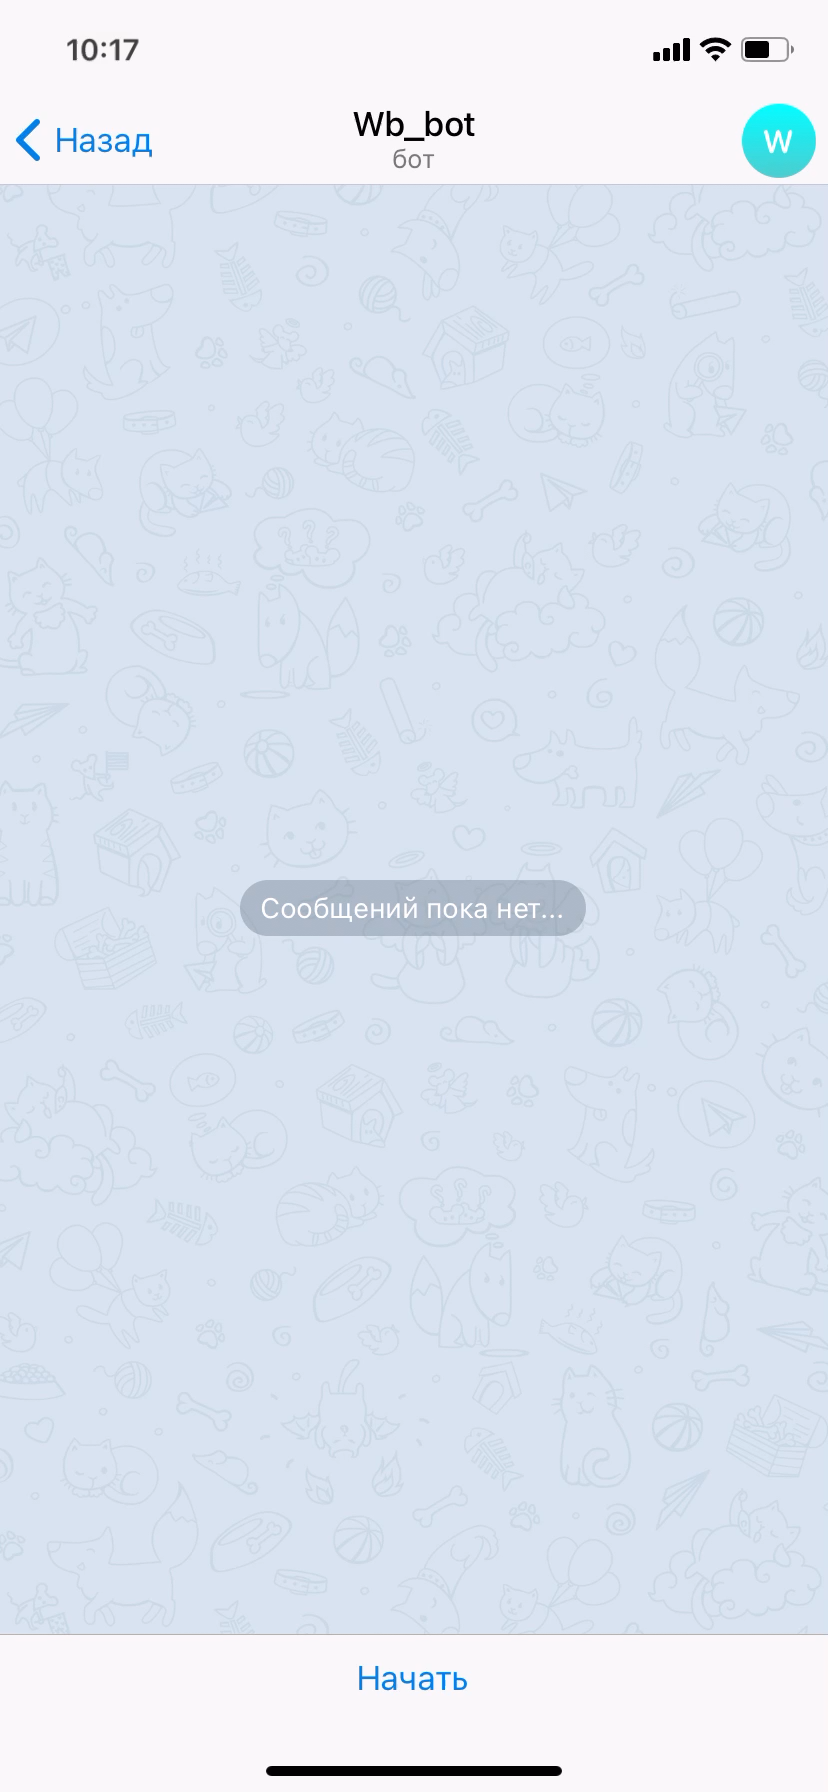 10:17
Назад
Wb_bot
бот
W
Сообщений пока нет...
Начать